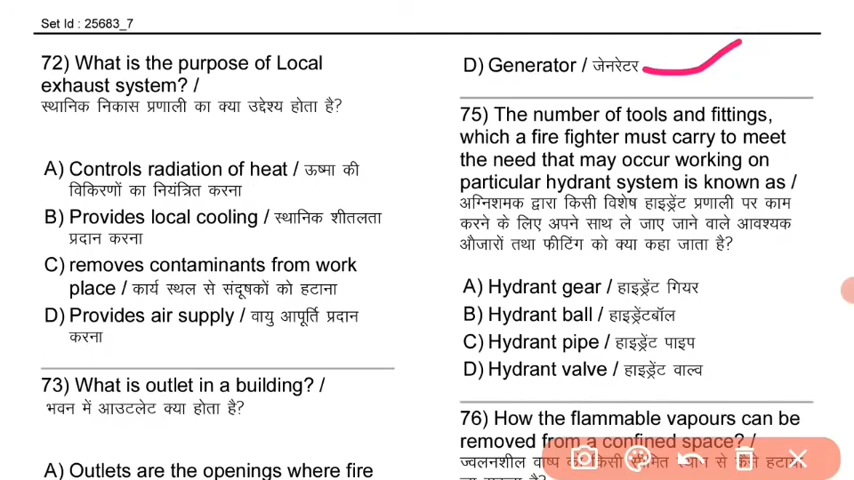 Set Id : 25683_7
72) What is the purpose of Local
exhaust system? /
स्थानिक निकास प्रणाली का क्या उद्देश्य होता है?
A) Controls radiation of heat / ऊष्मा की
विकिरणों का नियंत्रित करना
B) Provides local cooling / स्थानिक शीतलता
प्रदान करना
C) removes contaminants from work
place / कार्य स्थल से संदूषकों को हटाना
D) Provides air supply / वायु आपूर्ति प्रदान
करना
73) What is outlet in a building? /
भवन में आउटलेट क्या होता है?
A) Outlets are the openings where fire
D) Generator / जेनरेटर
75) The number of tools and fittings,
which a fire fighter must carry to meet
the need that may occur working on
particular hydrant system is known as /
अग्निशमक द्वारा किसी विशेष हाइड्रेंट प्रणाली पर काम
करने के लिए अपने साथ ले जाए जाने वाले आवश्यक
औजारों तथा फीटिंग को क्या कहा जाता है?
A) Hydrant gear / हाइड्रेंट गियर
B) Hydrant ball / हाइड्रेंटबॉल
C) Hydrant pipe / हाइड्रेंट पाइप
D) Hydrant valve / हाइड्रेंट वाल्व
76) How the flammable vapours can be
removed from a confined space? /
ज्वलनशील वाष्प को किसी सीमित स्थान से कैसे हटाया